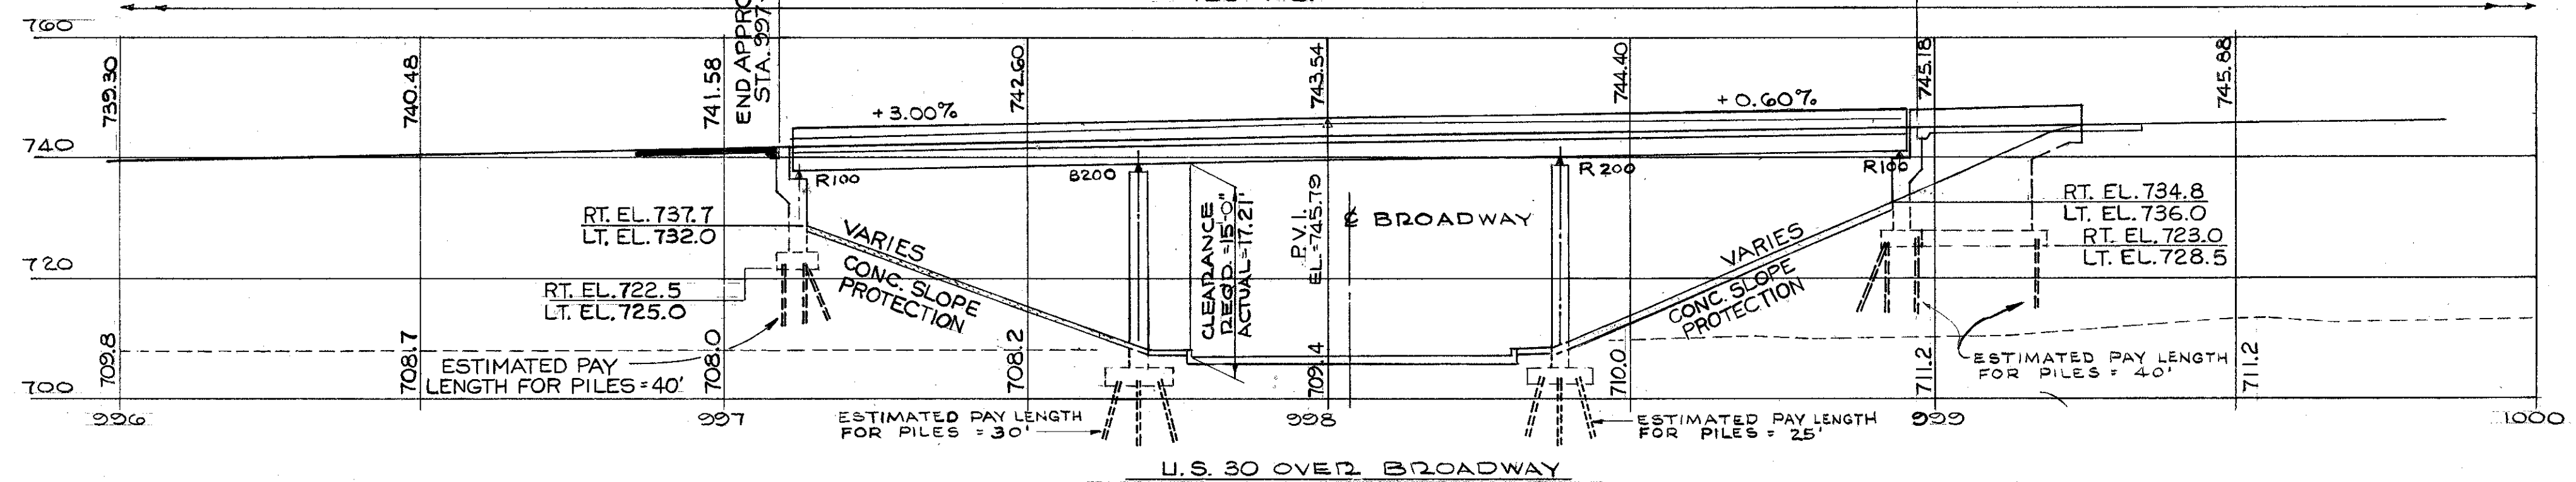 760
739.30
740.48
741.58
END APPRO
STA. 997
742.60
743.54
744.40
745.18
745.88
+3.00%
+0.60%
740
R100
B200
R 200
R100
RT. EL. 737.7
LT. EL. 732.0
VARIES
CONC. SLOPE
PROTECTION
CLEARANCE
REQ'D. = 15'-0"
ACTUAL = 17.21'
P.V.I.
EL. = 745.79
℄ BROADWAY
VARIES
CONC. SLOPE
PROTECTION
RT. EL. 734.8
LT. EL. 736.0
RT. EL. 723.0
LT. EL. 728.5
720
RT. EL. 722.5
LT. EL. 725.0
709.8
708.7
708.0
708.2
709.4
710.0
711.2
711.2
ESTIMATED PAY
LENGTH FOR PILES = 40'
ESTIMATED PAY LENGTH
FOR PILES = 40'
700
996
997
998
999
1000
ESTIMATED PAY LENGTH
FOR PILES = 30'
ESTIMATED PAY LENGTH
FOR PILES = 25'
U.S. 30 OVER BROADWAY